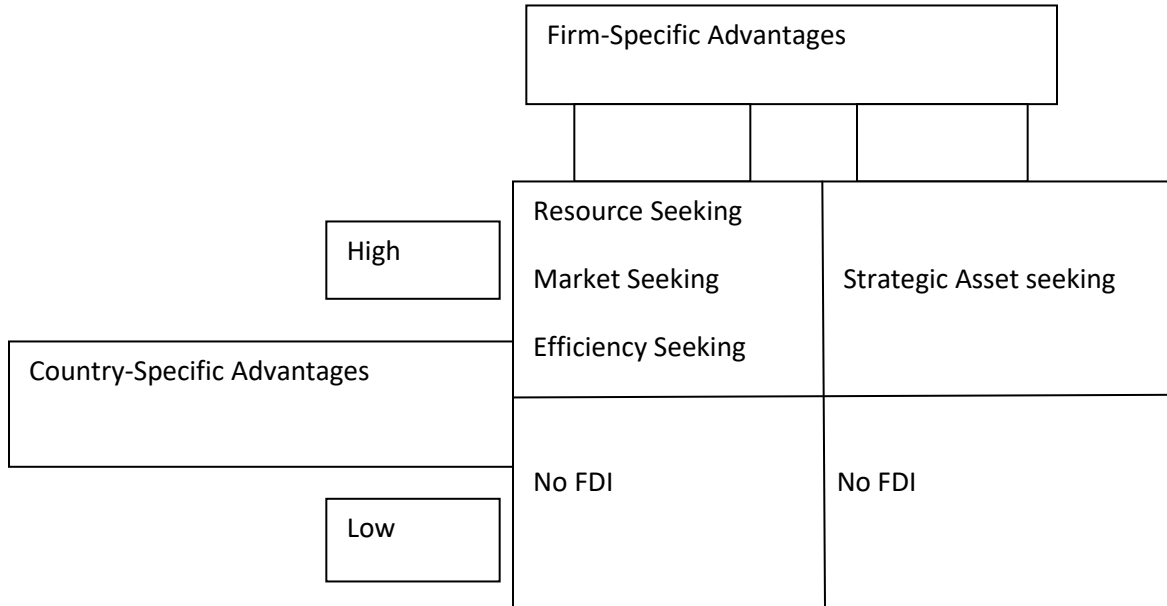 Firm-Specific Advantages
Resource Seeking
High
Market Seeking
Strategic Asset seeking
Efficiency Seeking
Country-Specific Advantages
No FDI
No FDI
Low